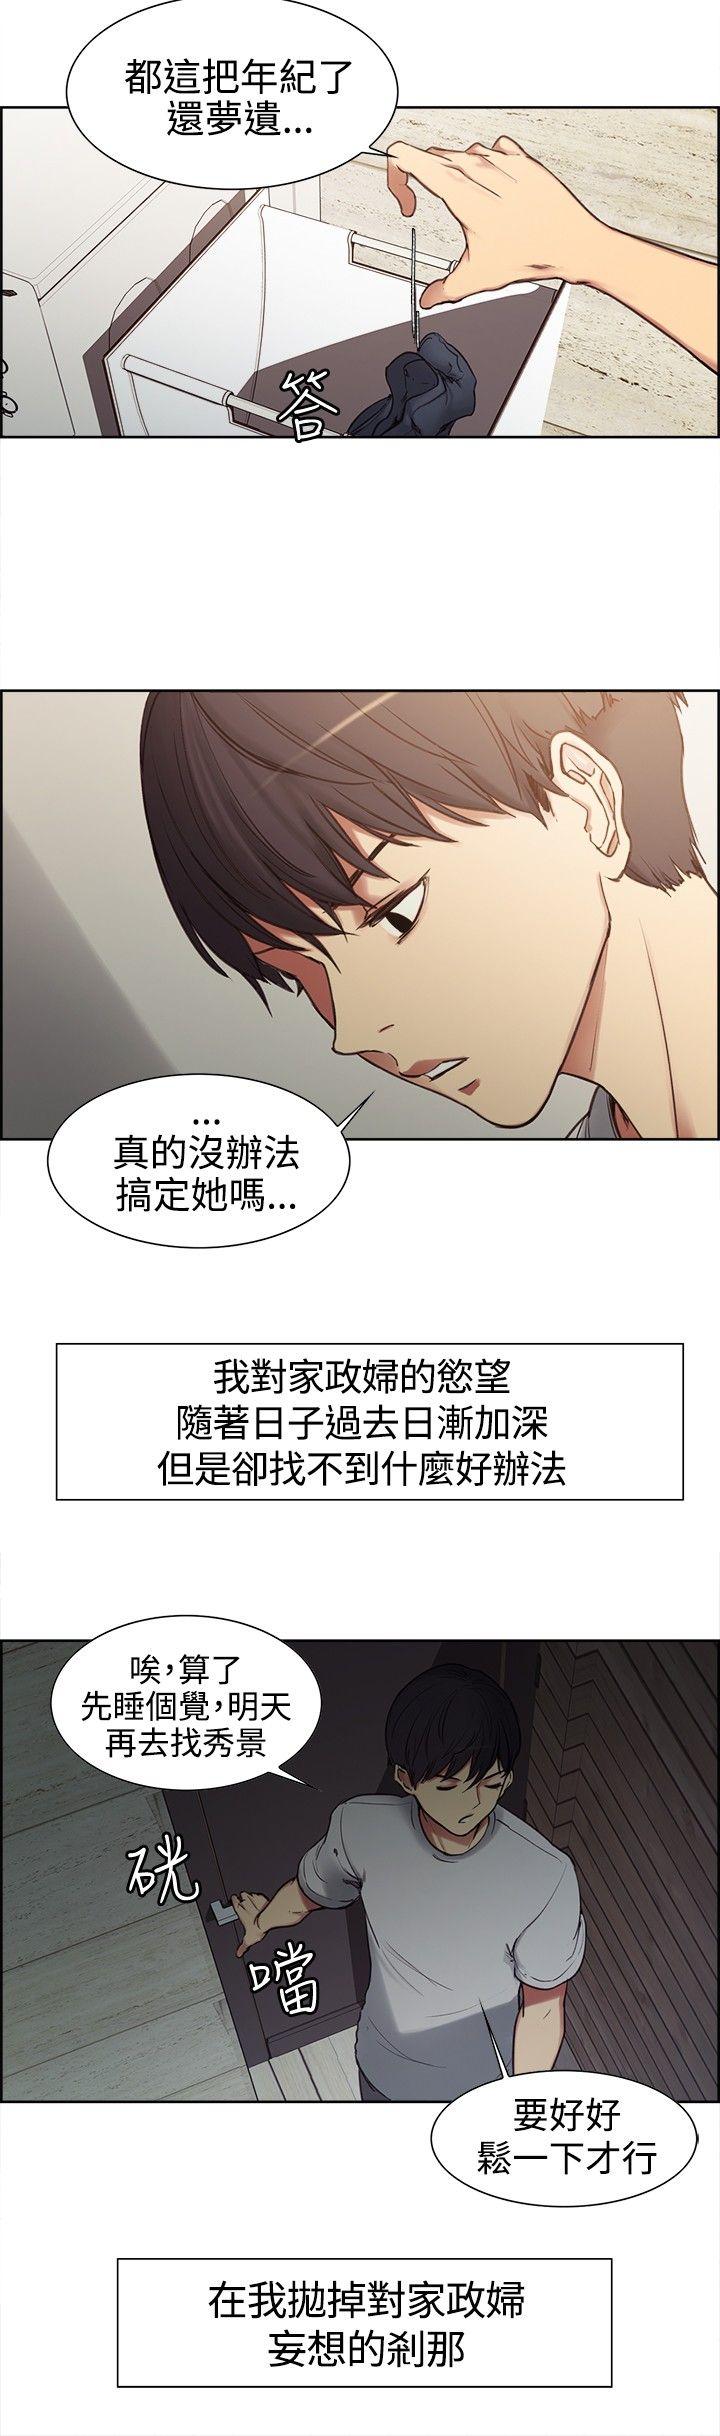 都這把年紀了
還夢遺...
答
...
真的沒辦法
搞定她嗎...
我對家政婦的慾望
隨著日子過去日漸加深
但是卻找不到什麼好辦法
唉，算了
先睡個覺，明天
再去找秀景
硄
噹
要好好
鬆一下才行
在我拋掉對家政婦
妄想的剎那